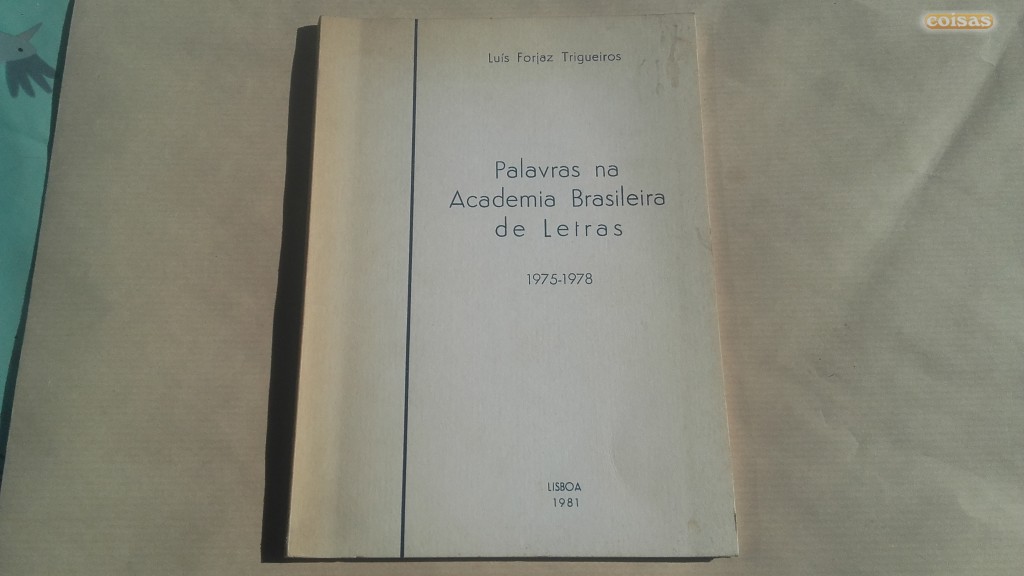 coisas
Luís Forjaz Trigueiros
Palavras na
Academia Brasileira
de Letras
1975-1978
LISBOA
1981